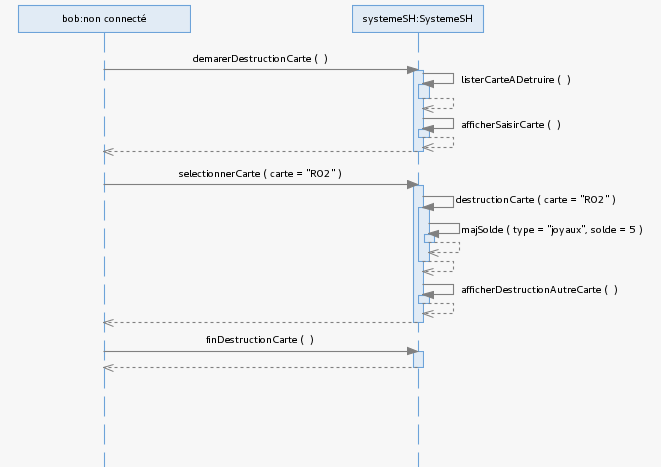 bob:non connecté
systemeSH:SystemeSH
demarerDestructionCarte ( )
listerCarteADetruire ( )
afficherSaisirCarte ( )
selectionnerCarte ( carte = "RO2" )
destructionCarte ( carte = "RO2" )
majSolde ( type = "joyaux", solde = 5 )
afficherDestructionAutreCarte ( )
finDestructionCarte ( )